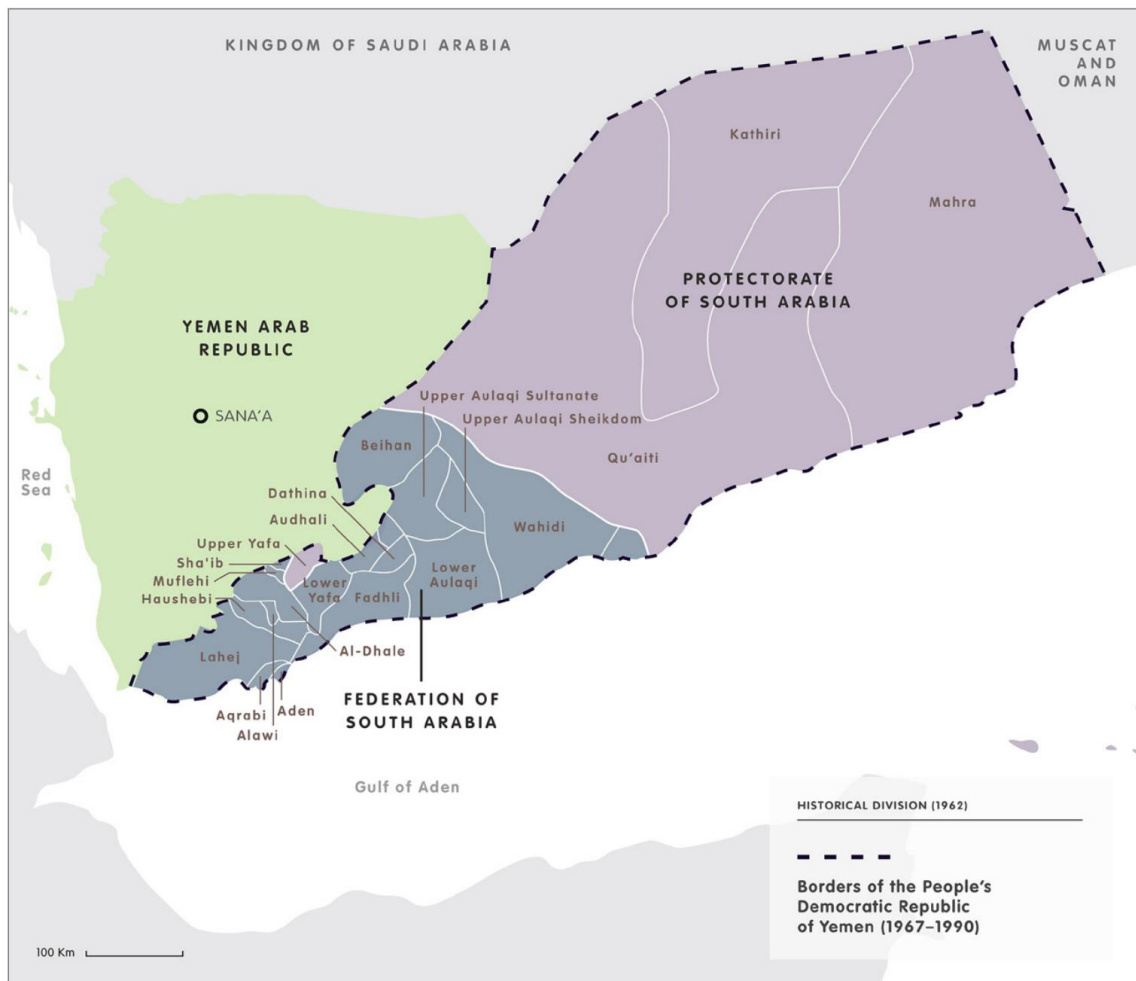 KINGDOM OF SAUDI ARABIA
MUSCAT
AND
OMAN
Kathiri
Mahra
PROTECTORATE
OF SOUTH ARABIA
YEMEN ARAB
REPUBLIC
SANA'A
Upper Aulaqi Sultanate
Upper Aulaqi Sheikdom
Beihan
Qu'aiti
Red
Sea
Dathina
Audhali
Wahidi
Upper Yafa
Sha'ib
Muflehi
Haushebi
Lower
Yafa
Fadhli
Lower
Aulaqi
Lahej
Al-Dhale
Aqrabi
Aden
Alawi
FEDERATION OF
SOUTH ARABIA
Gulf of Aden
HISTORICAL DIVISION (1962)
Borders of the People's
Democratic Republic
of Yemen (1967–1990)
100 Km